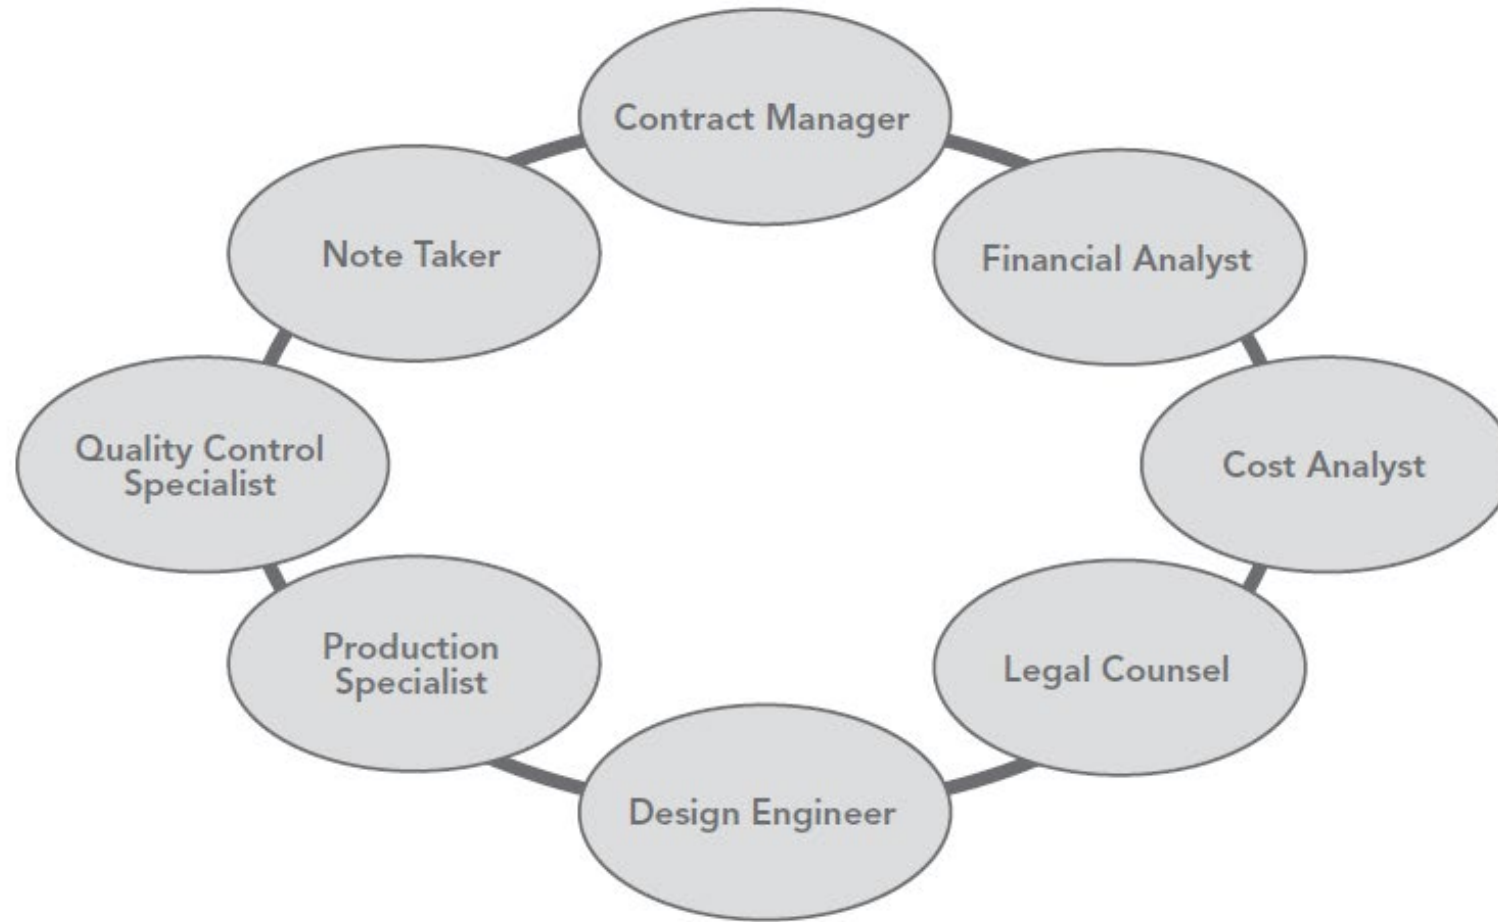 Contract Manager
Note Taker
Financial Analyst
Quality Control
Specialist
Cost Analyst
Production
Specialist
Legal Counsel
Design Engineer